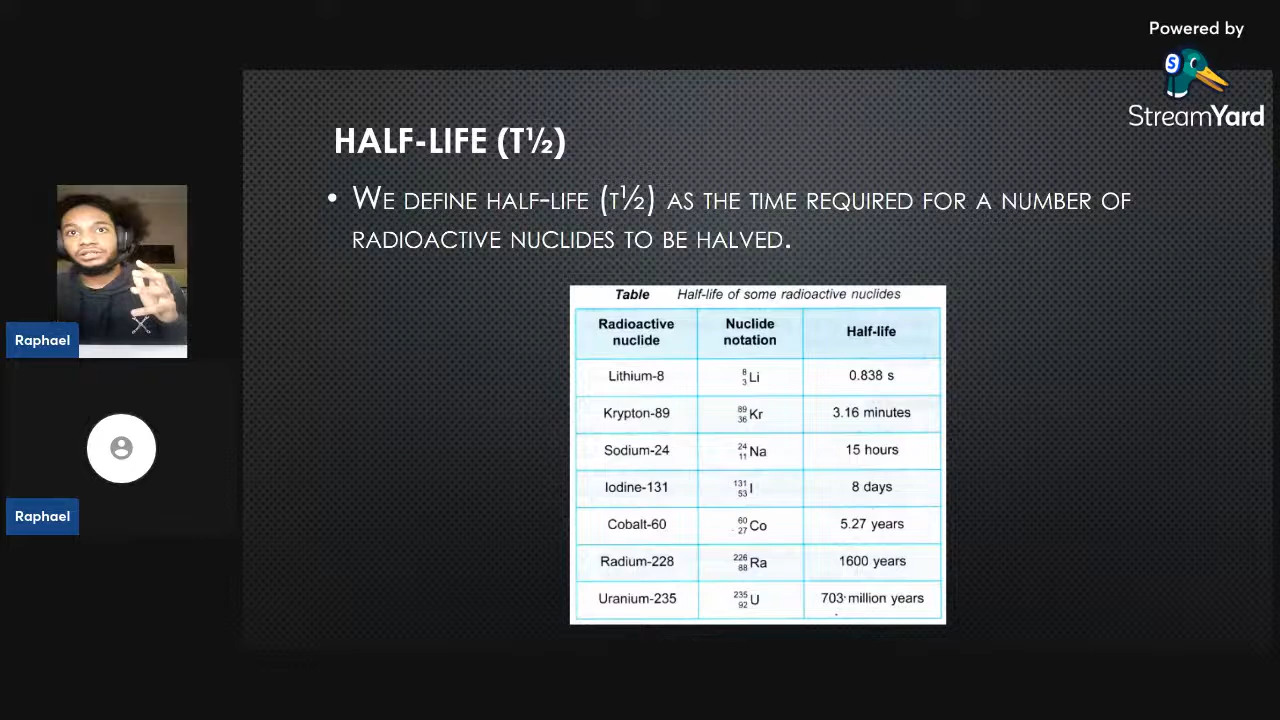 Powered by
StreamYard
HALF-LIFE (T½)
• WE DEFINE HALF-LIFE (T½) AS THE TIME REQUIRED FOR A NUMBER OF
RADIOACTIVE NUCLIDES TO BE HALVED.
Table Half-life of some radioactive nuclides
Radioactive nuclide Nuclide notation Half-life
Lithium-8 ⁸₃Li 0.838 s
Krypton-89 ⁸⁹₃₆Kr 3.16 minutes
Sodium-24 ²⁴₁₁Na 15 hours
Iodine-131 ¹³¹₅₃I 8 days
Cobalt-60 ⁶⁰₂₇Co 5.27 years
Radium-228 ²²⁶₈₈Ra 1600 years
Uranium-235 ²³⁵₉₂U 703 million years
Raphael
Raphael